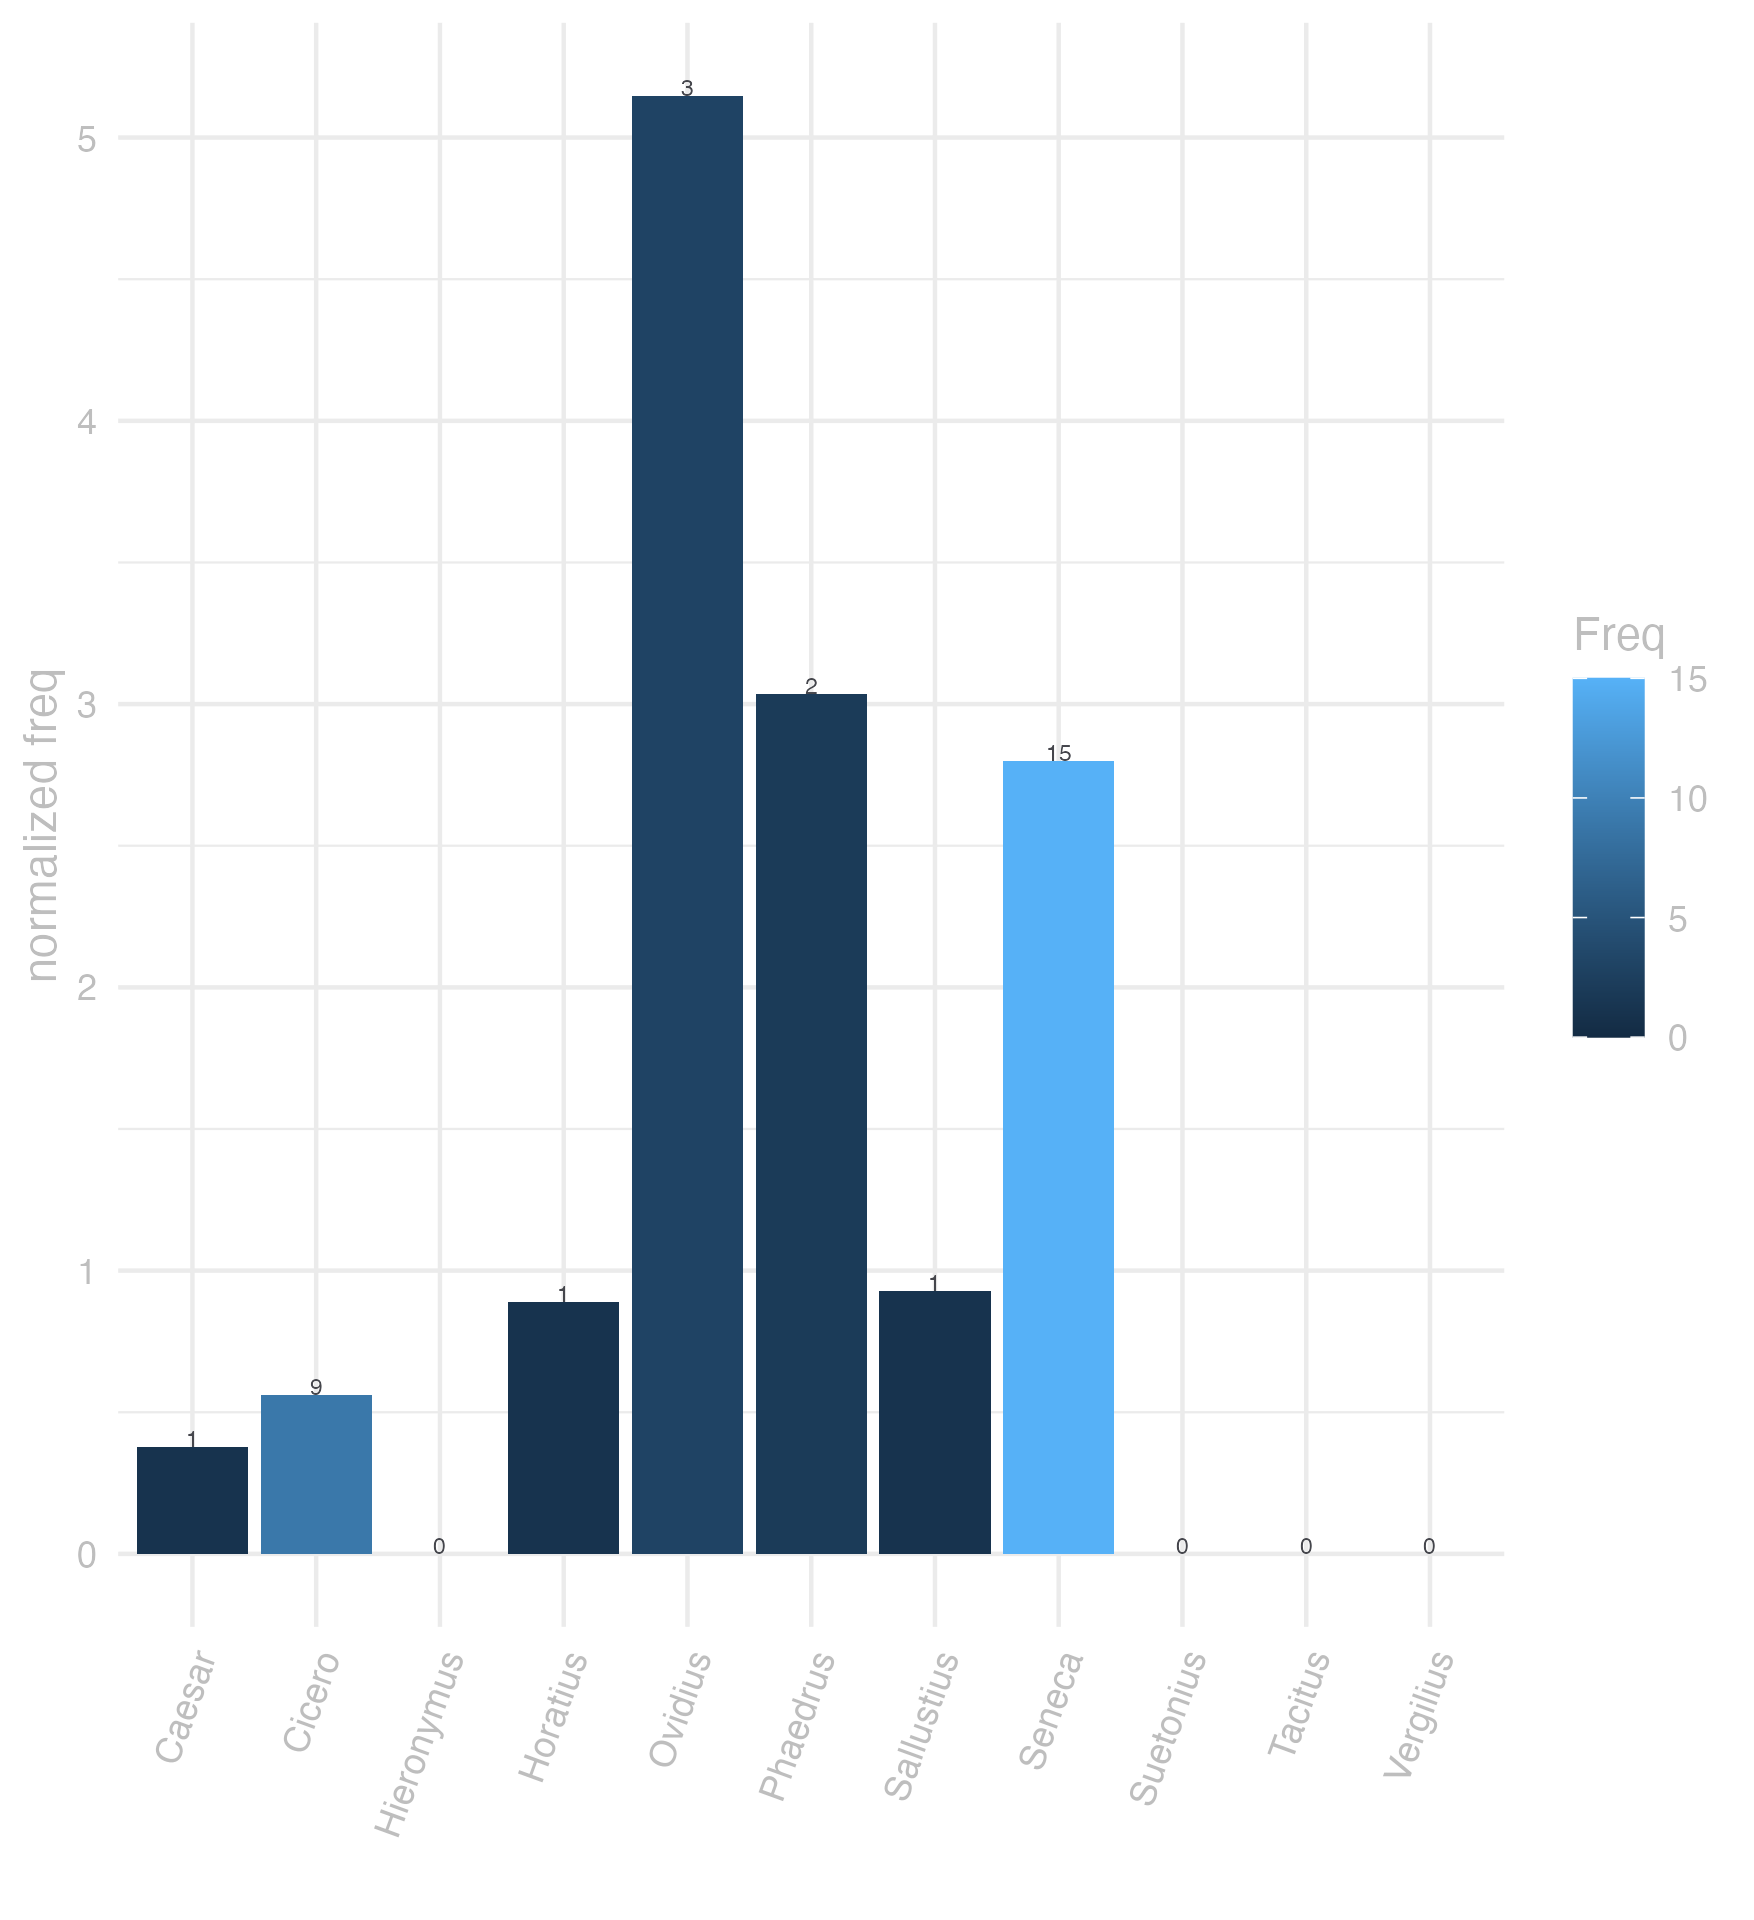 normalized freq
5
4
3
2
1
0
1
9
0
1
3
2
1
15
0
0
0
Caesar
Cicero
Hieronymus
Horatius
Ovidius
Phaedrus
Sallustius
Seneca
Suetonius
Tacitus
Vergilius
Freq
15
10
5
0